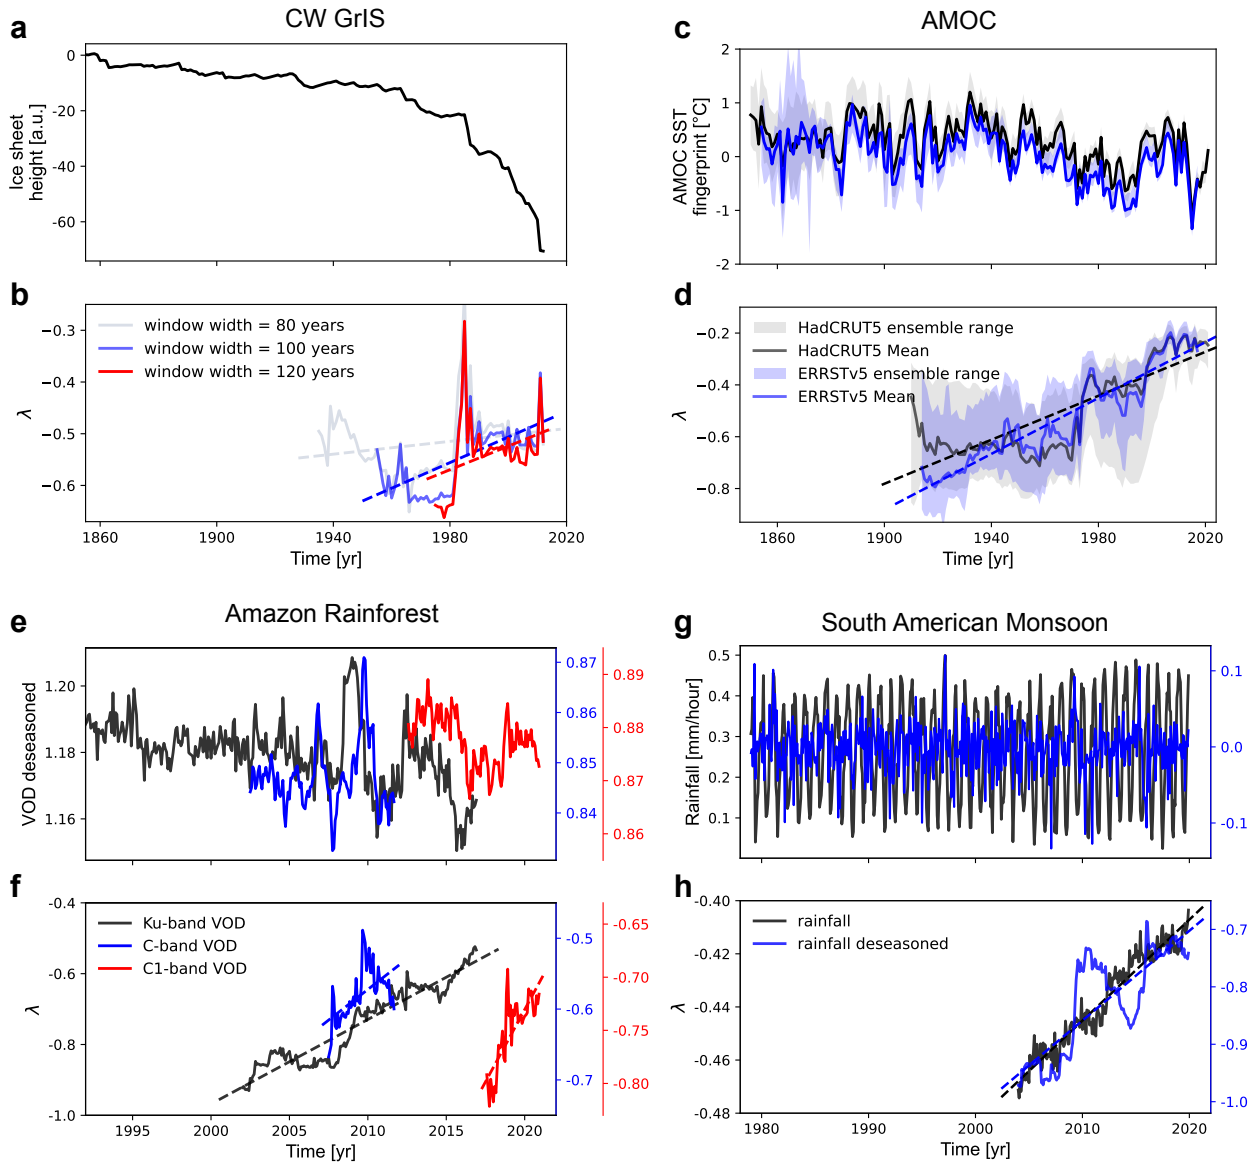 a
CW GrIS
0
-20
-40
-60
Ice sheet
height [a.u.]
c
AMOC
2
1
0
-1
-2
AMOC SST
fingerprint [°C]
b
−0.3
−0.4
−0.5
−0.6
λ
window width = 80 years
window width = 100 years
window width = 120 years
1860
1900
1940
1980
2020
Time [yr]
d
−0.2
−0.4
−0.6
−0.8
λ
HadCRUT5 ensemble range
HadCRUT5 Mean
ERRSTv5 ensemble range
ERRSTv5 Mean
1860
1900
1940
1980
2020
Time [yr]
e
Amazon Rainforest
1.20
1.18
1.16
VOD deseasoned
0.87
0.86
0.85
0.84
0.89
0.88
0.87
0.86
g
South American Monsoon
0.5
0.4
0.3
0.2
0.1
Rainfall [mm/hour]
0.1
0.0
-0.1
f
-0.4
-0.6
-0.8
-1.0
λ
Ku-band VOD
C-band VOD
C1-band VOD
-0.5
-0.6
-0.7
-0.65
-0.70
-0.75
-0.80
1995
2000
2005
2010
2015
2020
Time [yr]
h
-0.40
-0.42
-0.44
-0.46
-0.48
λ
rainfall
rainfall deseasoned
-0.7
-0.8
-0.9
-1.0
1980
1990
2000
2010
2020
Time [yr]